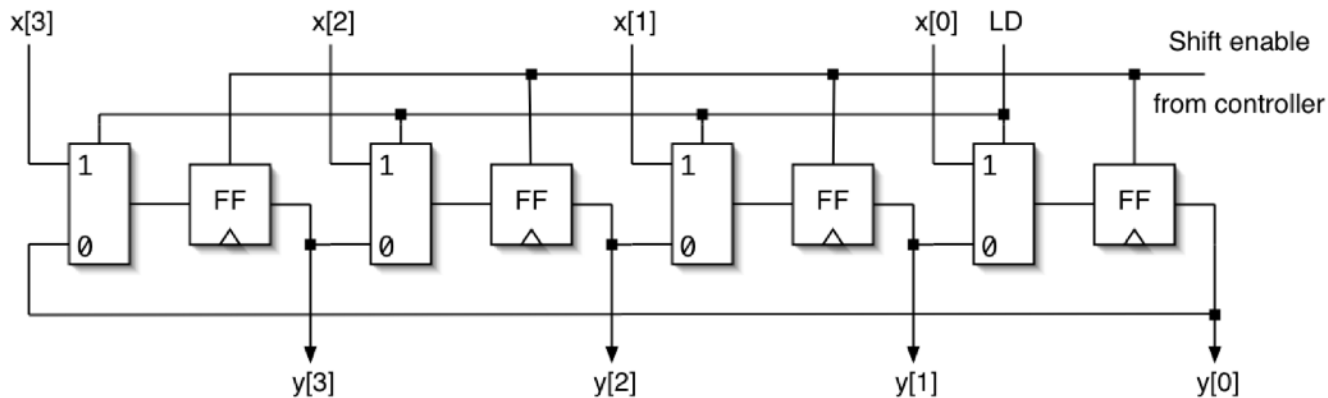 x[3] x[2] x[1] x[0] LD
Shift enable
from controller
1 1 1 1
FF FF FF FF
0 0 0 0
y[3] y[2] y[1] y[0]